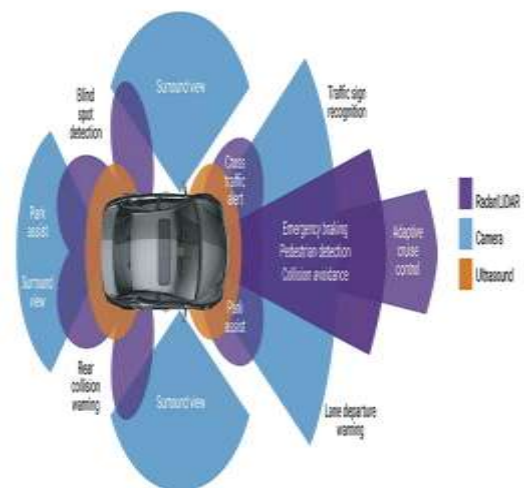 Surround view
Traffic sign
recognition
Blind
spot
detection
Cross
traffic
alert
Radar/LIDAR
Park
assist
Emergency braking
Pedestrian detection
Collision avoidance
Adaptive
cruise
control
Camera
Surround
view
Ultrasound
Park
assist
Rear
collision
warning
Surround view
Lane departure
warning